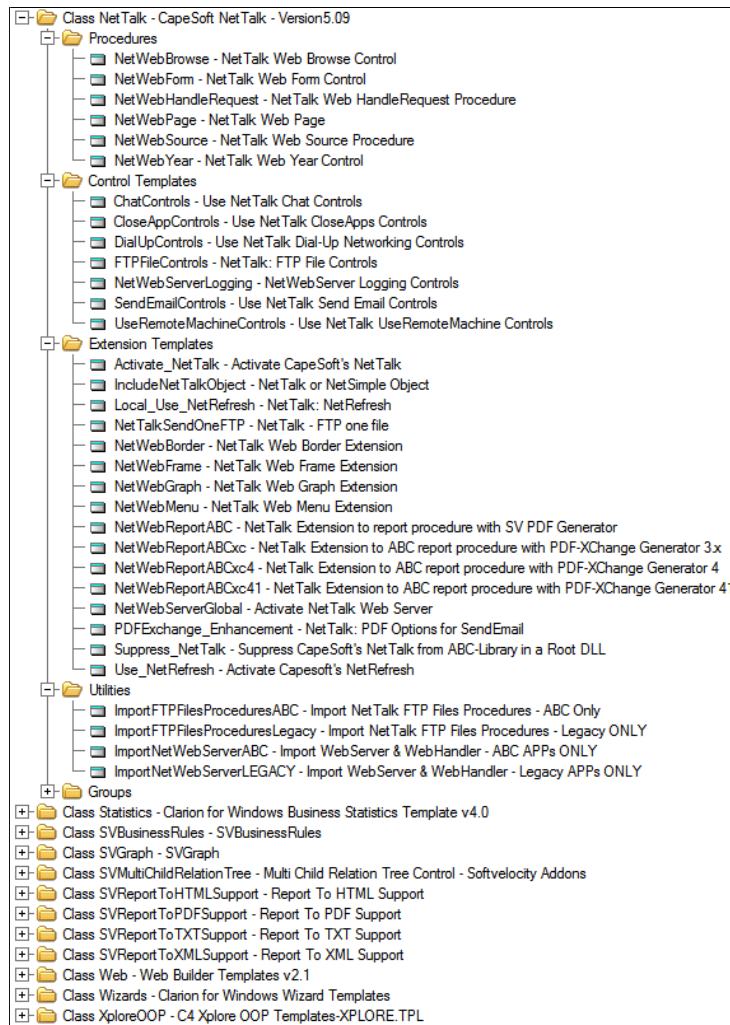 Class NetTalk - CapeSoft NetTalk - Version5.09
Procedures
NetWebBrowse - NetTalk Web Browse Control
NetWebForm - NetTalk Web Form Control
NetWebHandleRequest - NetTalk Web HandleRequest Procedure
NetWebPage - NetTalk Web Page
NetWebSource - NetTalk Web Source Procedure
NetWebYear - NetTalk Web Year Control
Control Templates
ChatControls - Use NetTalk Chat Controls
CloseAppControls - Use NetTalk CloseApps Controls
DialUpControls - Use NetTalk Dial-Up Networking Controls
FTPFileControls - NetTalk: FTP File Controls
NetWebServerLogging - NetWebServer Logging Controls
SendEmailControls - Use NetTalk Send Email Controls
UseRemoteMachineControls - Use NetTalk UseRemoteMachine Controls
Extension Templates
Activate_NetTalk - Activate CapeSoft's NetTalk
IncludeNetTalkObject - NetTalk or NetSimple Object
Local_Use_NetRefresh - NetTalk: NetRefresh
NetTalkSendOneFTP - NetTalk - FTP one file
NetWebBorder - NetTalk Web Border Extension
NetWebFrame - NetTalk Web Frame Extension
NetWebGraph - NetTalk Web Graph Extension
NetWebMenu - NetTalk Web Menu Extension
NetWebReportABC - NetTalk Extension to report procedure with SV PDF Generator
NetWebReportABCxc - NetTalk Extension to ABC report procedure with PDF-XChange Generator 3.x
NetWebReportABCxc4 - NetTalk Extension to ABC report procedure with PDF-XChange Generator 4
NetWebReportABCxc41 - NetTalk Extension to ABC report procedure with PDF-XChange Generator 41
NetWebServerGlobal - Activate NetTalk Web Server
PDFExchange_Enhancement - NetTalk: PDF Options for SendEmail
Suppress_NetTalk - Suppress CapeSoft's NetTalk from ABC-Library in a Root DLL
Use_NetRefresh - Activate Capesoft's NetRefresh
Utilities
ImportFTPFilesProceduresABC - Import NetTalk FTP Files Procedures - ABC Only
ImportFTPFilesProceduresLegacy - Import NetTalk FTP Files Procedures - Legacy ONLY
ImportNetWebServerABC - Import WebServer & WebHandler - ABC APPs ONLY
ImportNetWebServerLEGACY - Import WebServer & WebHandler - Legacy APPs ONLY
Groups
Class Statistics - Clarion for Windows Business Statistics Template v4.0
Class SVBusinessRules - SVBusinessRules
Class SVGraph - SVGraph
Class SVMultiChildRelationTree - Multi Child Relation Tree Control - Softvelocity Addons
Class SVReportToHTMLSupport - Report To HTML Support
Class SVReportToPDFSupport - Report To PDF Support
Class SVReportToTXTSupport - Report To TXT Support
Class SVReportToXMLSupport - Report To XML Support
Class Web - Web Builder Templates v2.1
Class Wizards - Clarion for Windows Wizard Templates
Class XploreOOP - C4 Xplore OOP Templates-XPLORE.TPL